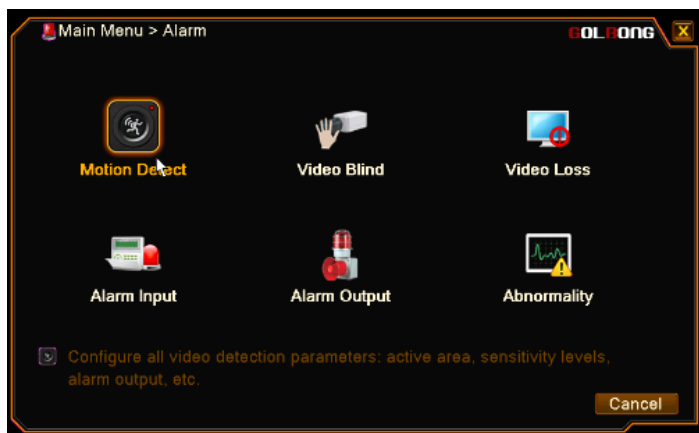 Main Menu > Alarm
GOLBONG
X
Motion Detect
Video Blind
Video Loss
Alarm Input
Alarm Output
Abnormality
Configure all video detection parameters: active area, sensitivity levels,
alarm output, etc.
Cancel